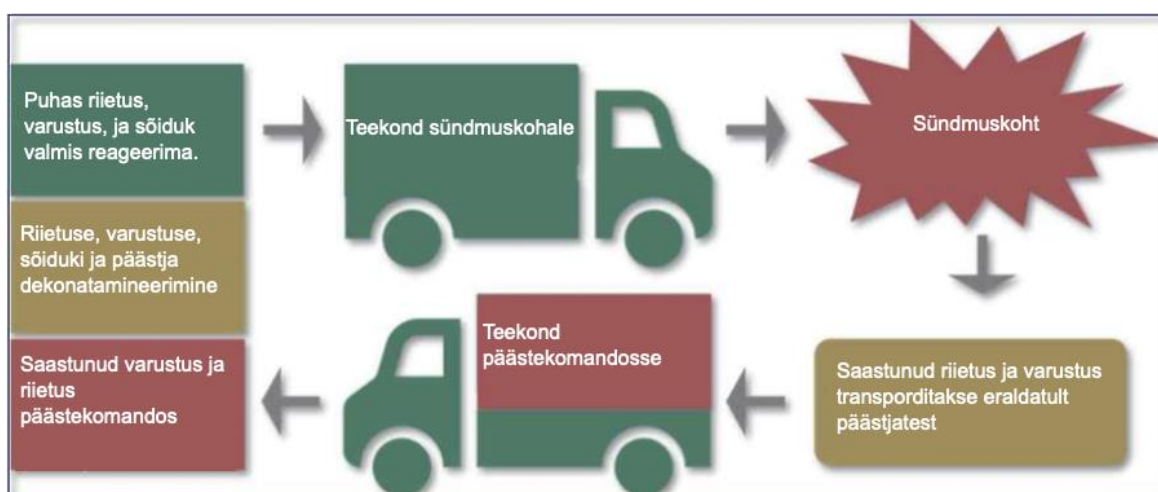 Puhas riietus,
varustus, ja sõiduk
valmis reageerima.
Teekond sündmuskohale
Sündmuskoht
Riietuse, varustuse,
sõiduki ja päästja
dekonatamineerimine
Teekond
päästekomandosse
Saastunud varustus ja
riietus
päästekomandos
Saastunud riietus ja varustus
transporditakse eraldatult
päästjatest